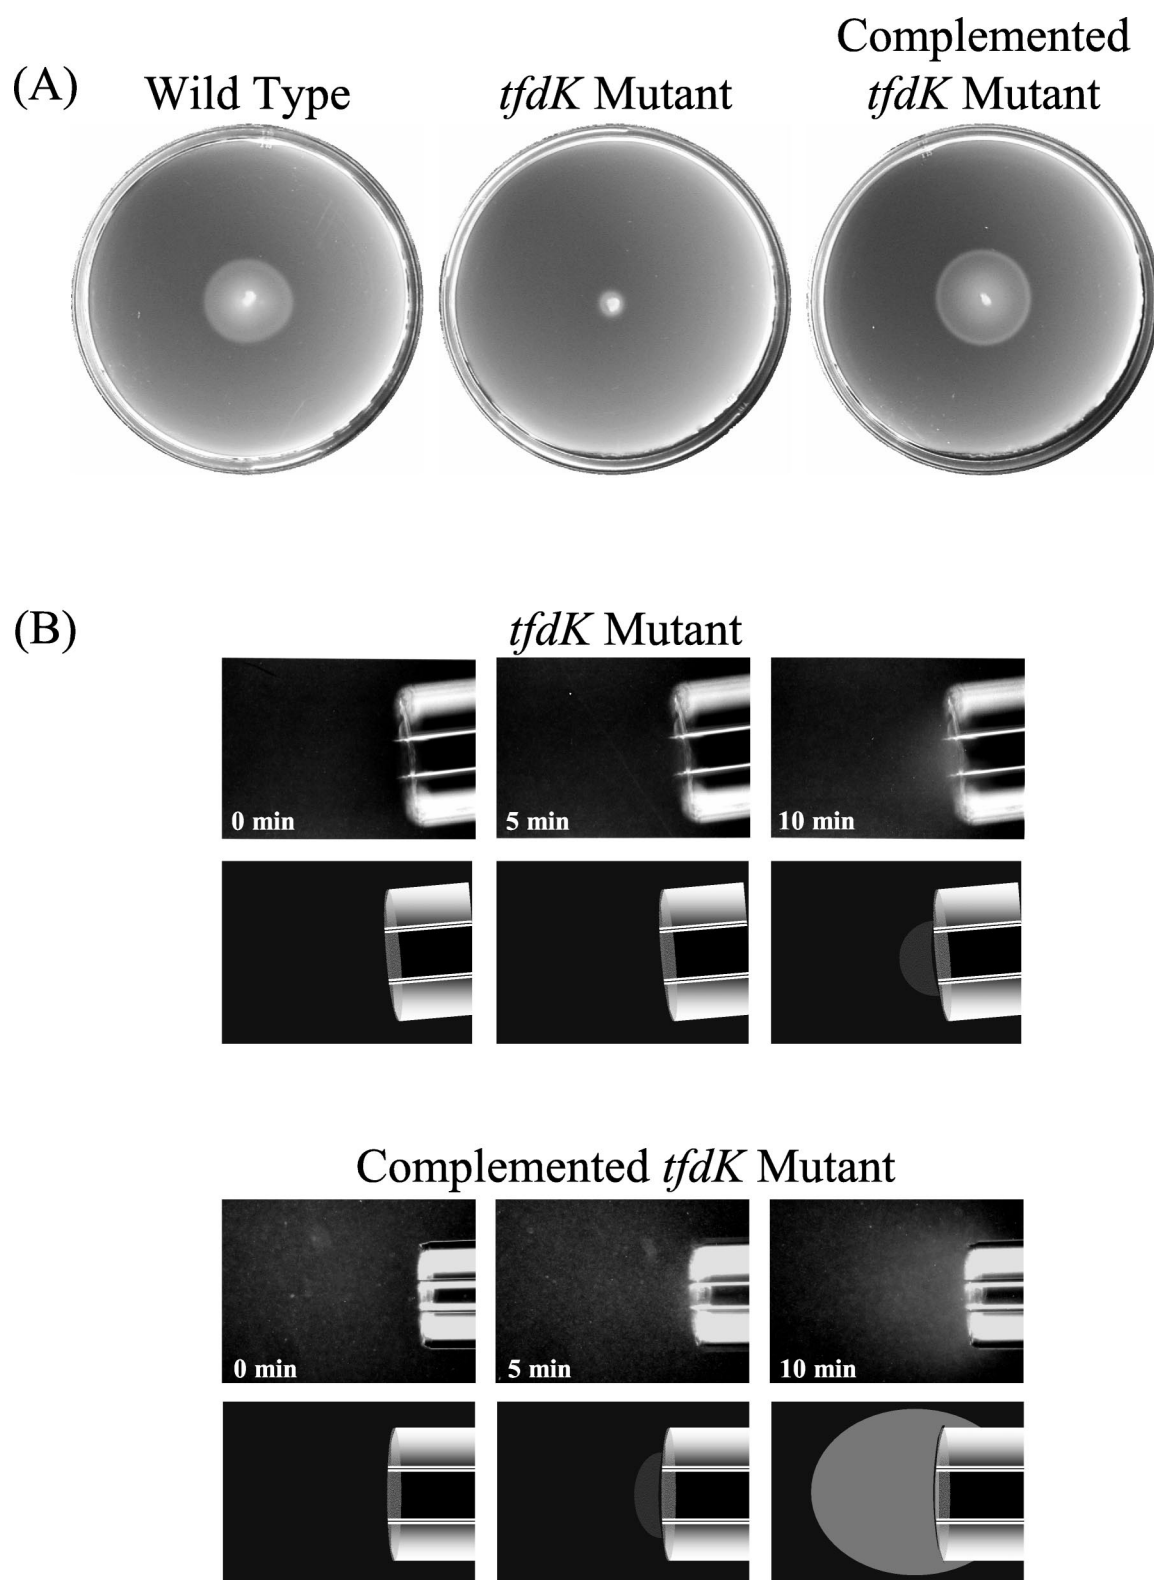 Complemented
(A) Wild Type tfdK Mutant tfdK Mutant
(B) tfdK Mutant
0 min 5 min 10 min
Complemented tfdK Mutant
0 min 5 min 10 min